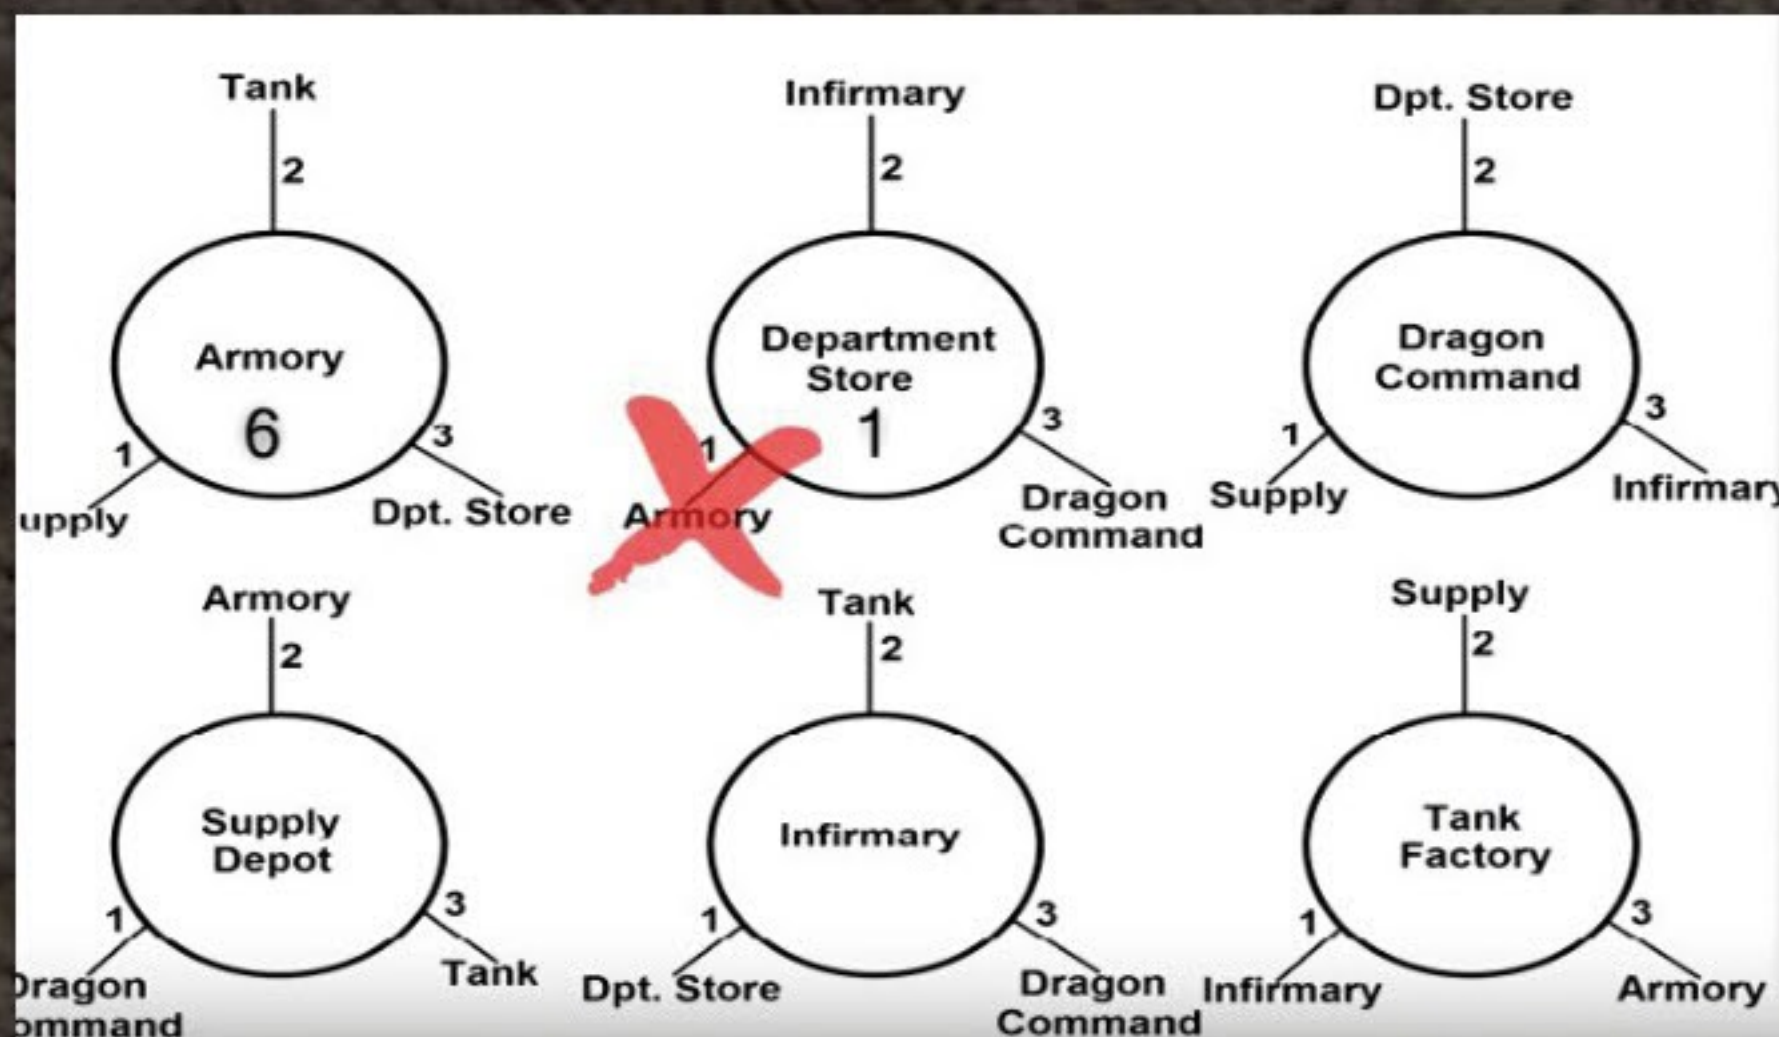 Tank
2
Armory
6
1
3
upply
Dpt. Store
Infirmary
2
Department
Store
1
1
3
Armory
Dragon
Command
Dpt. Store
2
Dragon
Command
1
3
Supply
Infirmary
Armory
2
Supply
Depot
1
3
Dragon
ommand
Tank
Tank
2
Infirmary
1
3
Dpt. Store
Dragon
Command
Supply
2
Tank
Factory
1
3
Infirmary
Armory